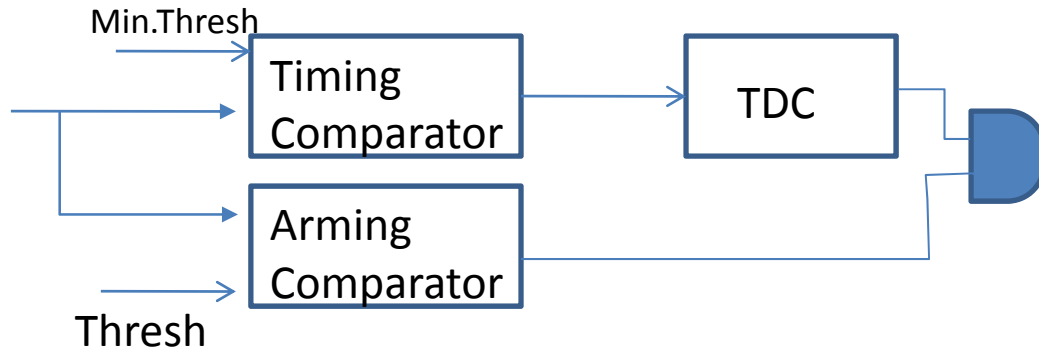 Min.Thresh
Timing
Comparator
TDC
Arming
Comparator
Thresh